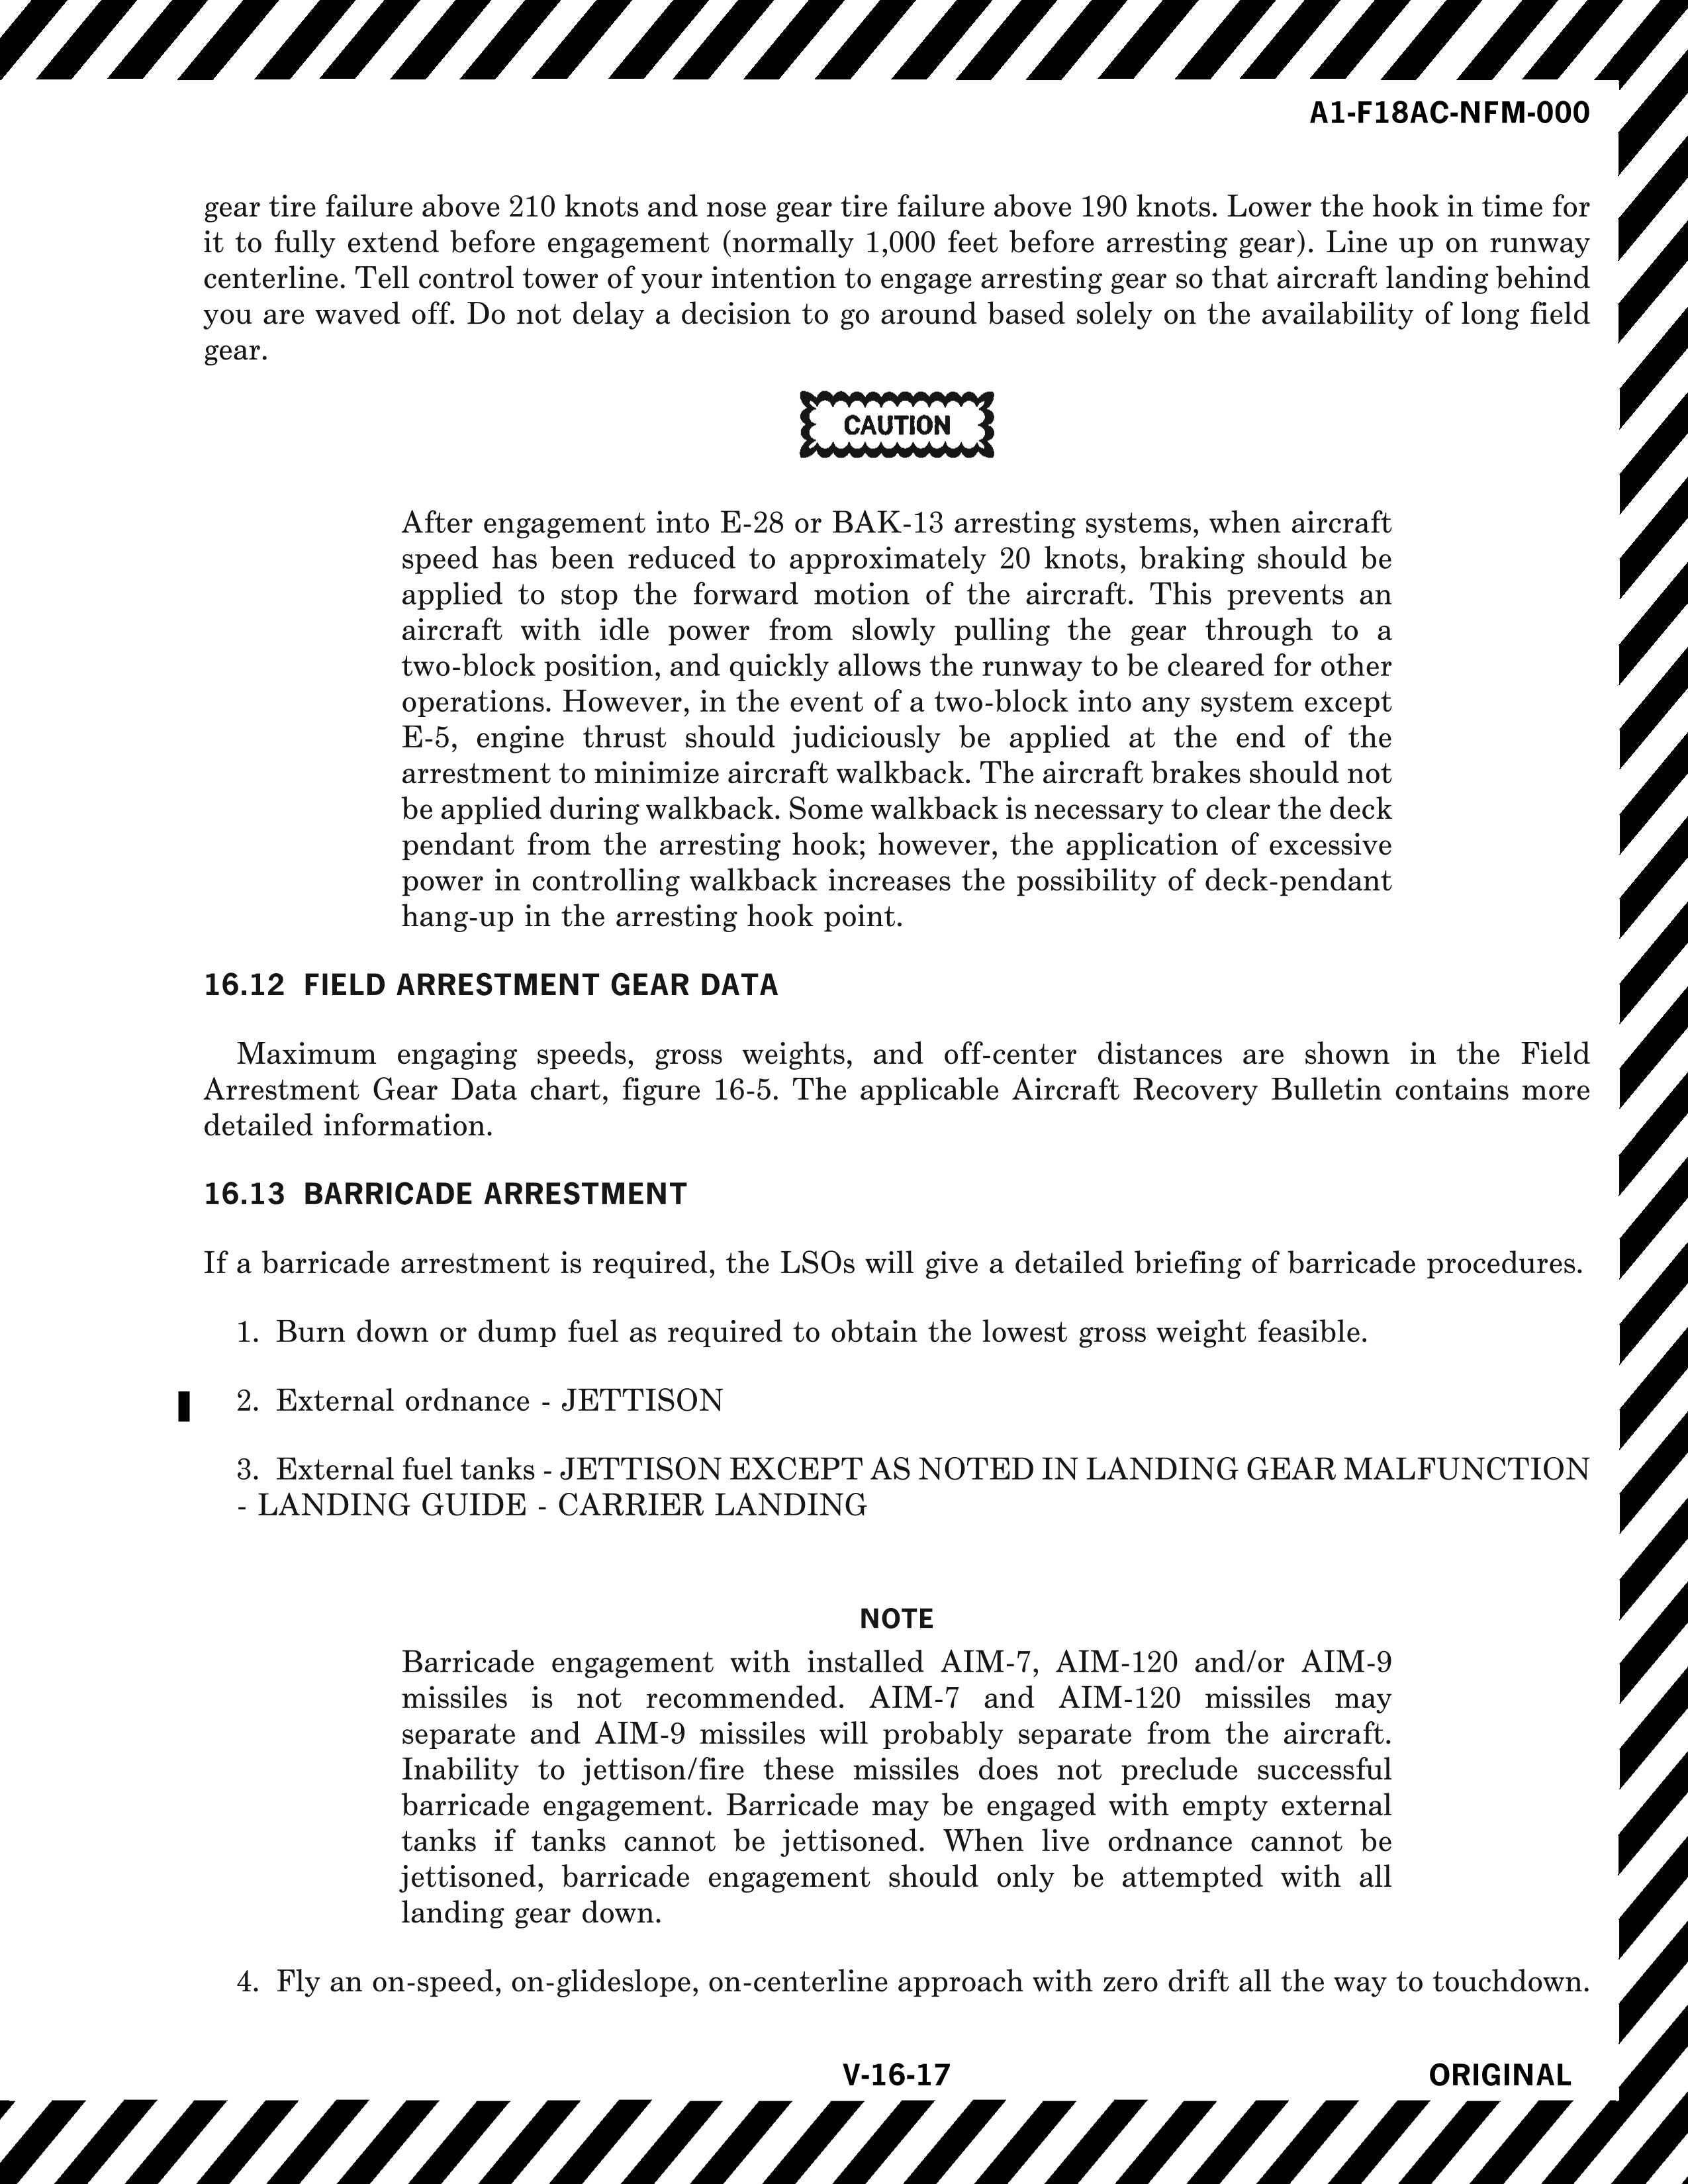 A1-F18AC-NFM-000
gear tire failure above 210 knots and nose gear tire failure above 190 knots. Lower the hook in time for
it to fully extend before engagement (normally 1,000 feet before arresting gear). Line up on runway
centerline. Tell control tower of your intention to engage arresting gear so that aircraft landing behind
you are waved off. Do not delay a decision to go around based solely on the availability of long field
gear.
CAUTION
After engagement into E-28 or BAK-13 arresting systems, when aircraft
speed has been reduced to approximately 20 knots, braking should be
applied to stop the forward motion of the aircraft. This prevents an
aircraft with idle power from slowly pulling the gear through to a
two-block position, and quickly allows the runway to be cleared for other
operations. However, in the event of a two-block into any system except
E-5, engine thrust should judiciously be applied at the end of the
arrestment to minimize aircraft walkback. The aircraft brakes should not
be applied during walkback. Some walkback is necessary to clear the deck
pendant from the arresting hook; however, the application of excessive
power in controlling walkback increases the possibility of deck-pendant
hang-up in the arresting hook point.
16.12 FIELD ARRESTMENT GEAR DATA
Maximum engaging speeds, gross weights, and off-center distances are shown in the Field
Arrestment Gear Data chart, figure 16-5. The applicable Aircraft Recovery Bulletin contains more
detailed information.
16.13 BARRICADE ARRESTMENT
If a barricade arrestment is required, the LSOs will give a detailed briefing of barricade procedures.
1. Burn down or dump fuel as required to obtain the lowest gross weight feasible.
2. External ordnance - JETTISON
3. External fuel tanks - JETTISON EXCEPT AS NOTED IN LANDING GEAR MALFUNCTION
- LANDING GUIDE - CARRIER LANDING
NOTE
Barricade engagement with installed AIM-7, AIM-120 and/or AIM-9
missiles is not recommended. AIM-7 and AIM-120 missiles may
separate and AIM-9 missiles will probably separate from the aircraft.
Inability to jettison/fire these missiles does not preclude successful
barricade engagement. Barricade may be engaged with empty external
tanks if tanks cannot be jettisoned. When live ordnance cannot be
jettisoned, barricade engagement should only be attempted with all
landing gear down.
4. Fly an on-speed, on-glideslope, on-centerline approach with zero drift all the way to touchdown.
V-16-17
ORIGINAL